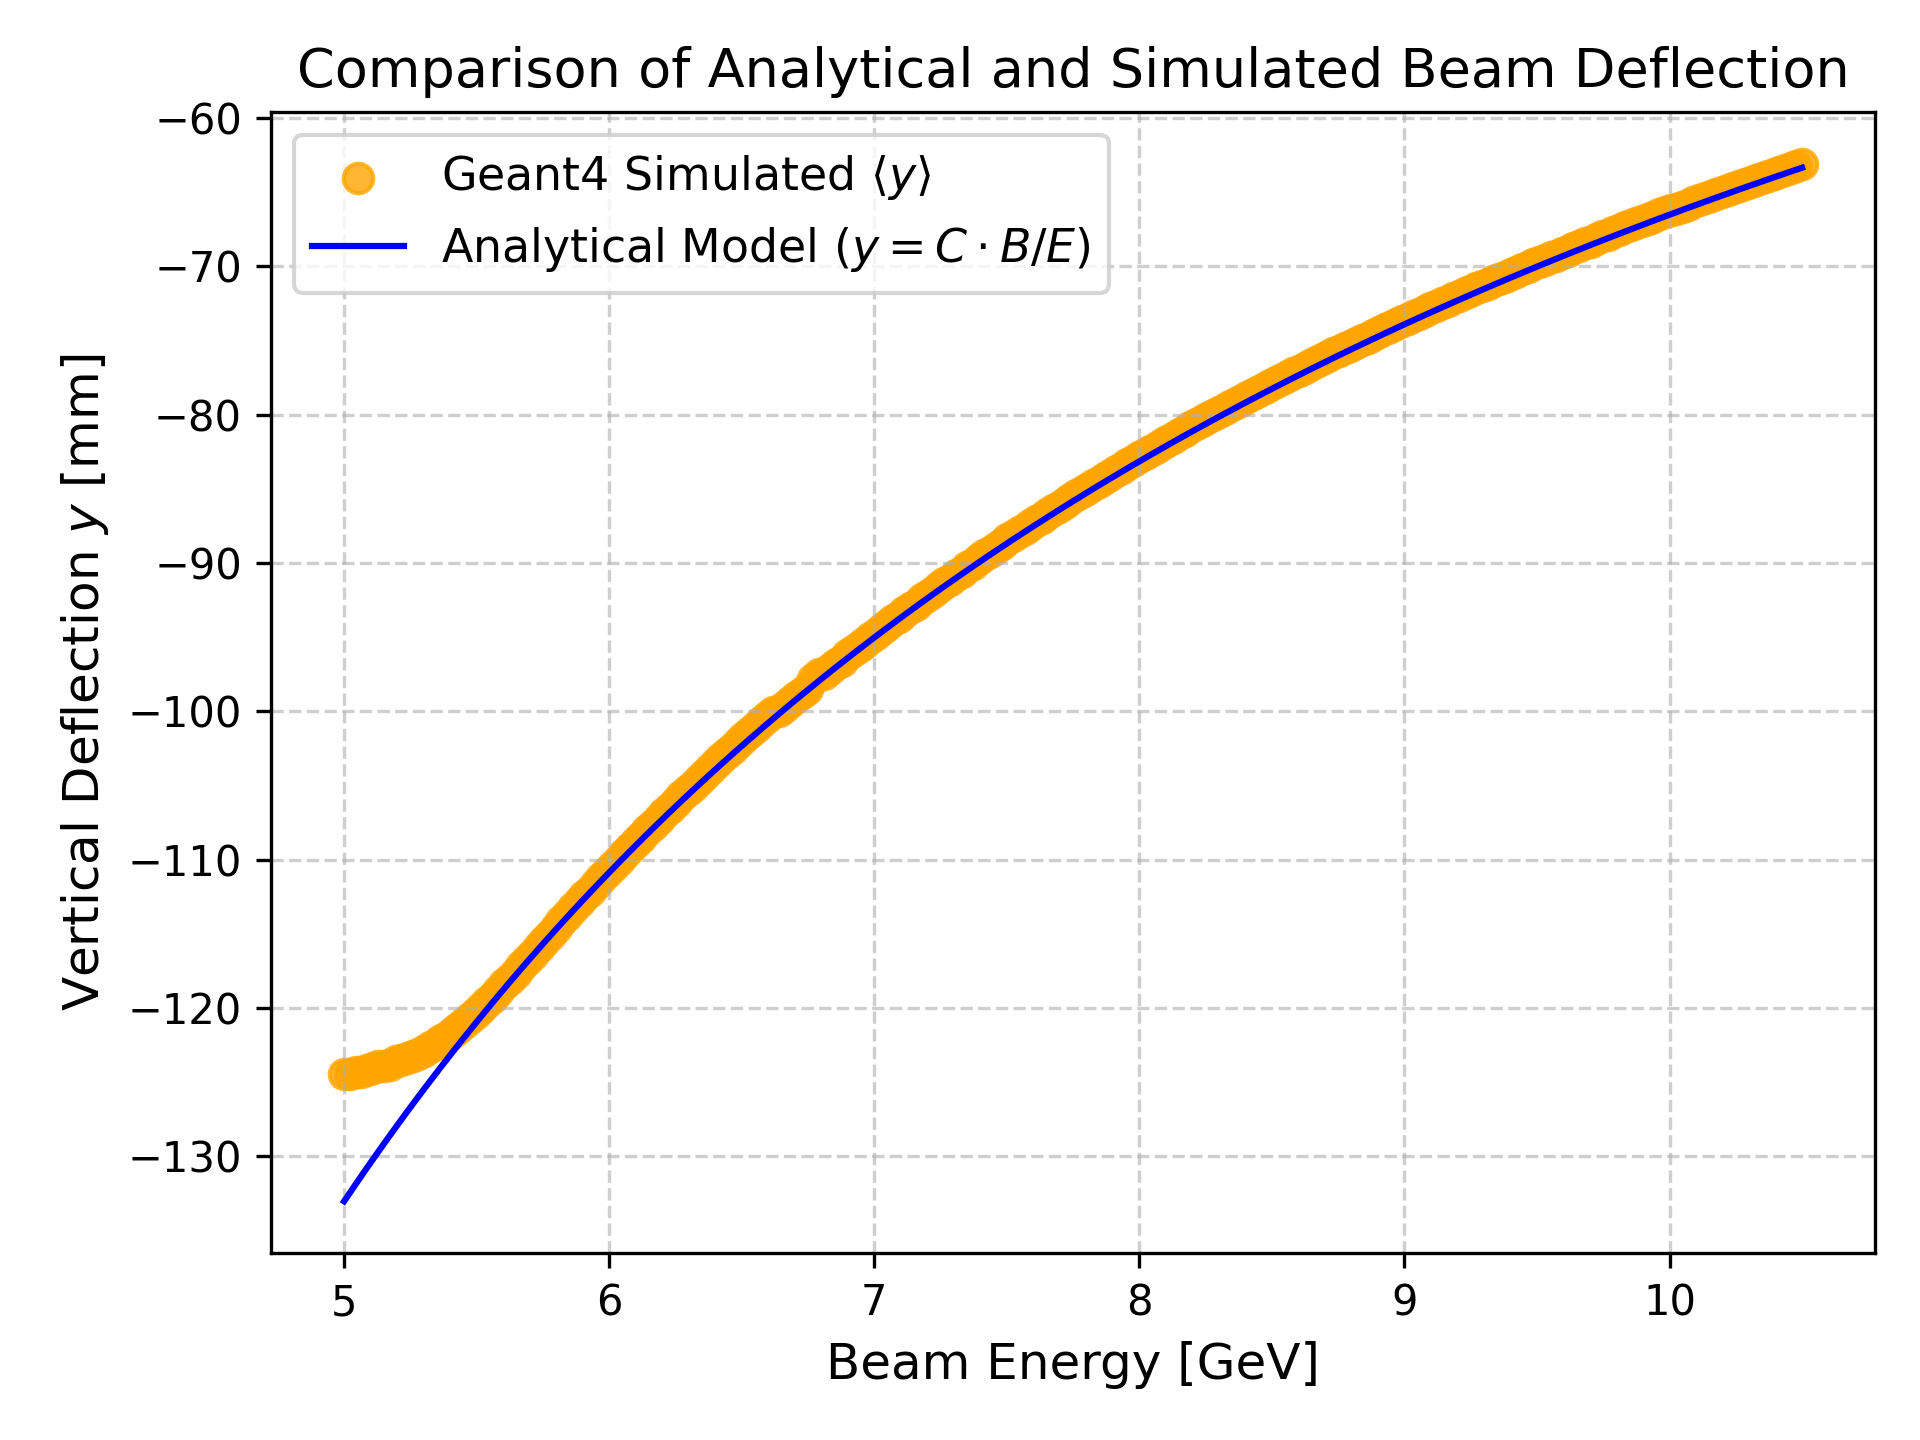 Comparison of Analytical and Simulated Beam Deflection
Geant4 Simulated ⟨y⟩
Analytical Model (y = C · B/E)
Vertical Deflection y [mm]
−60
−70
−80
−90
−100
−110
−120
−130
5
6
7
8
9
10
Beam Energy [GeV]